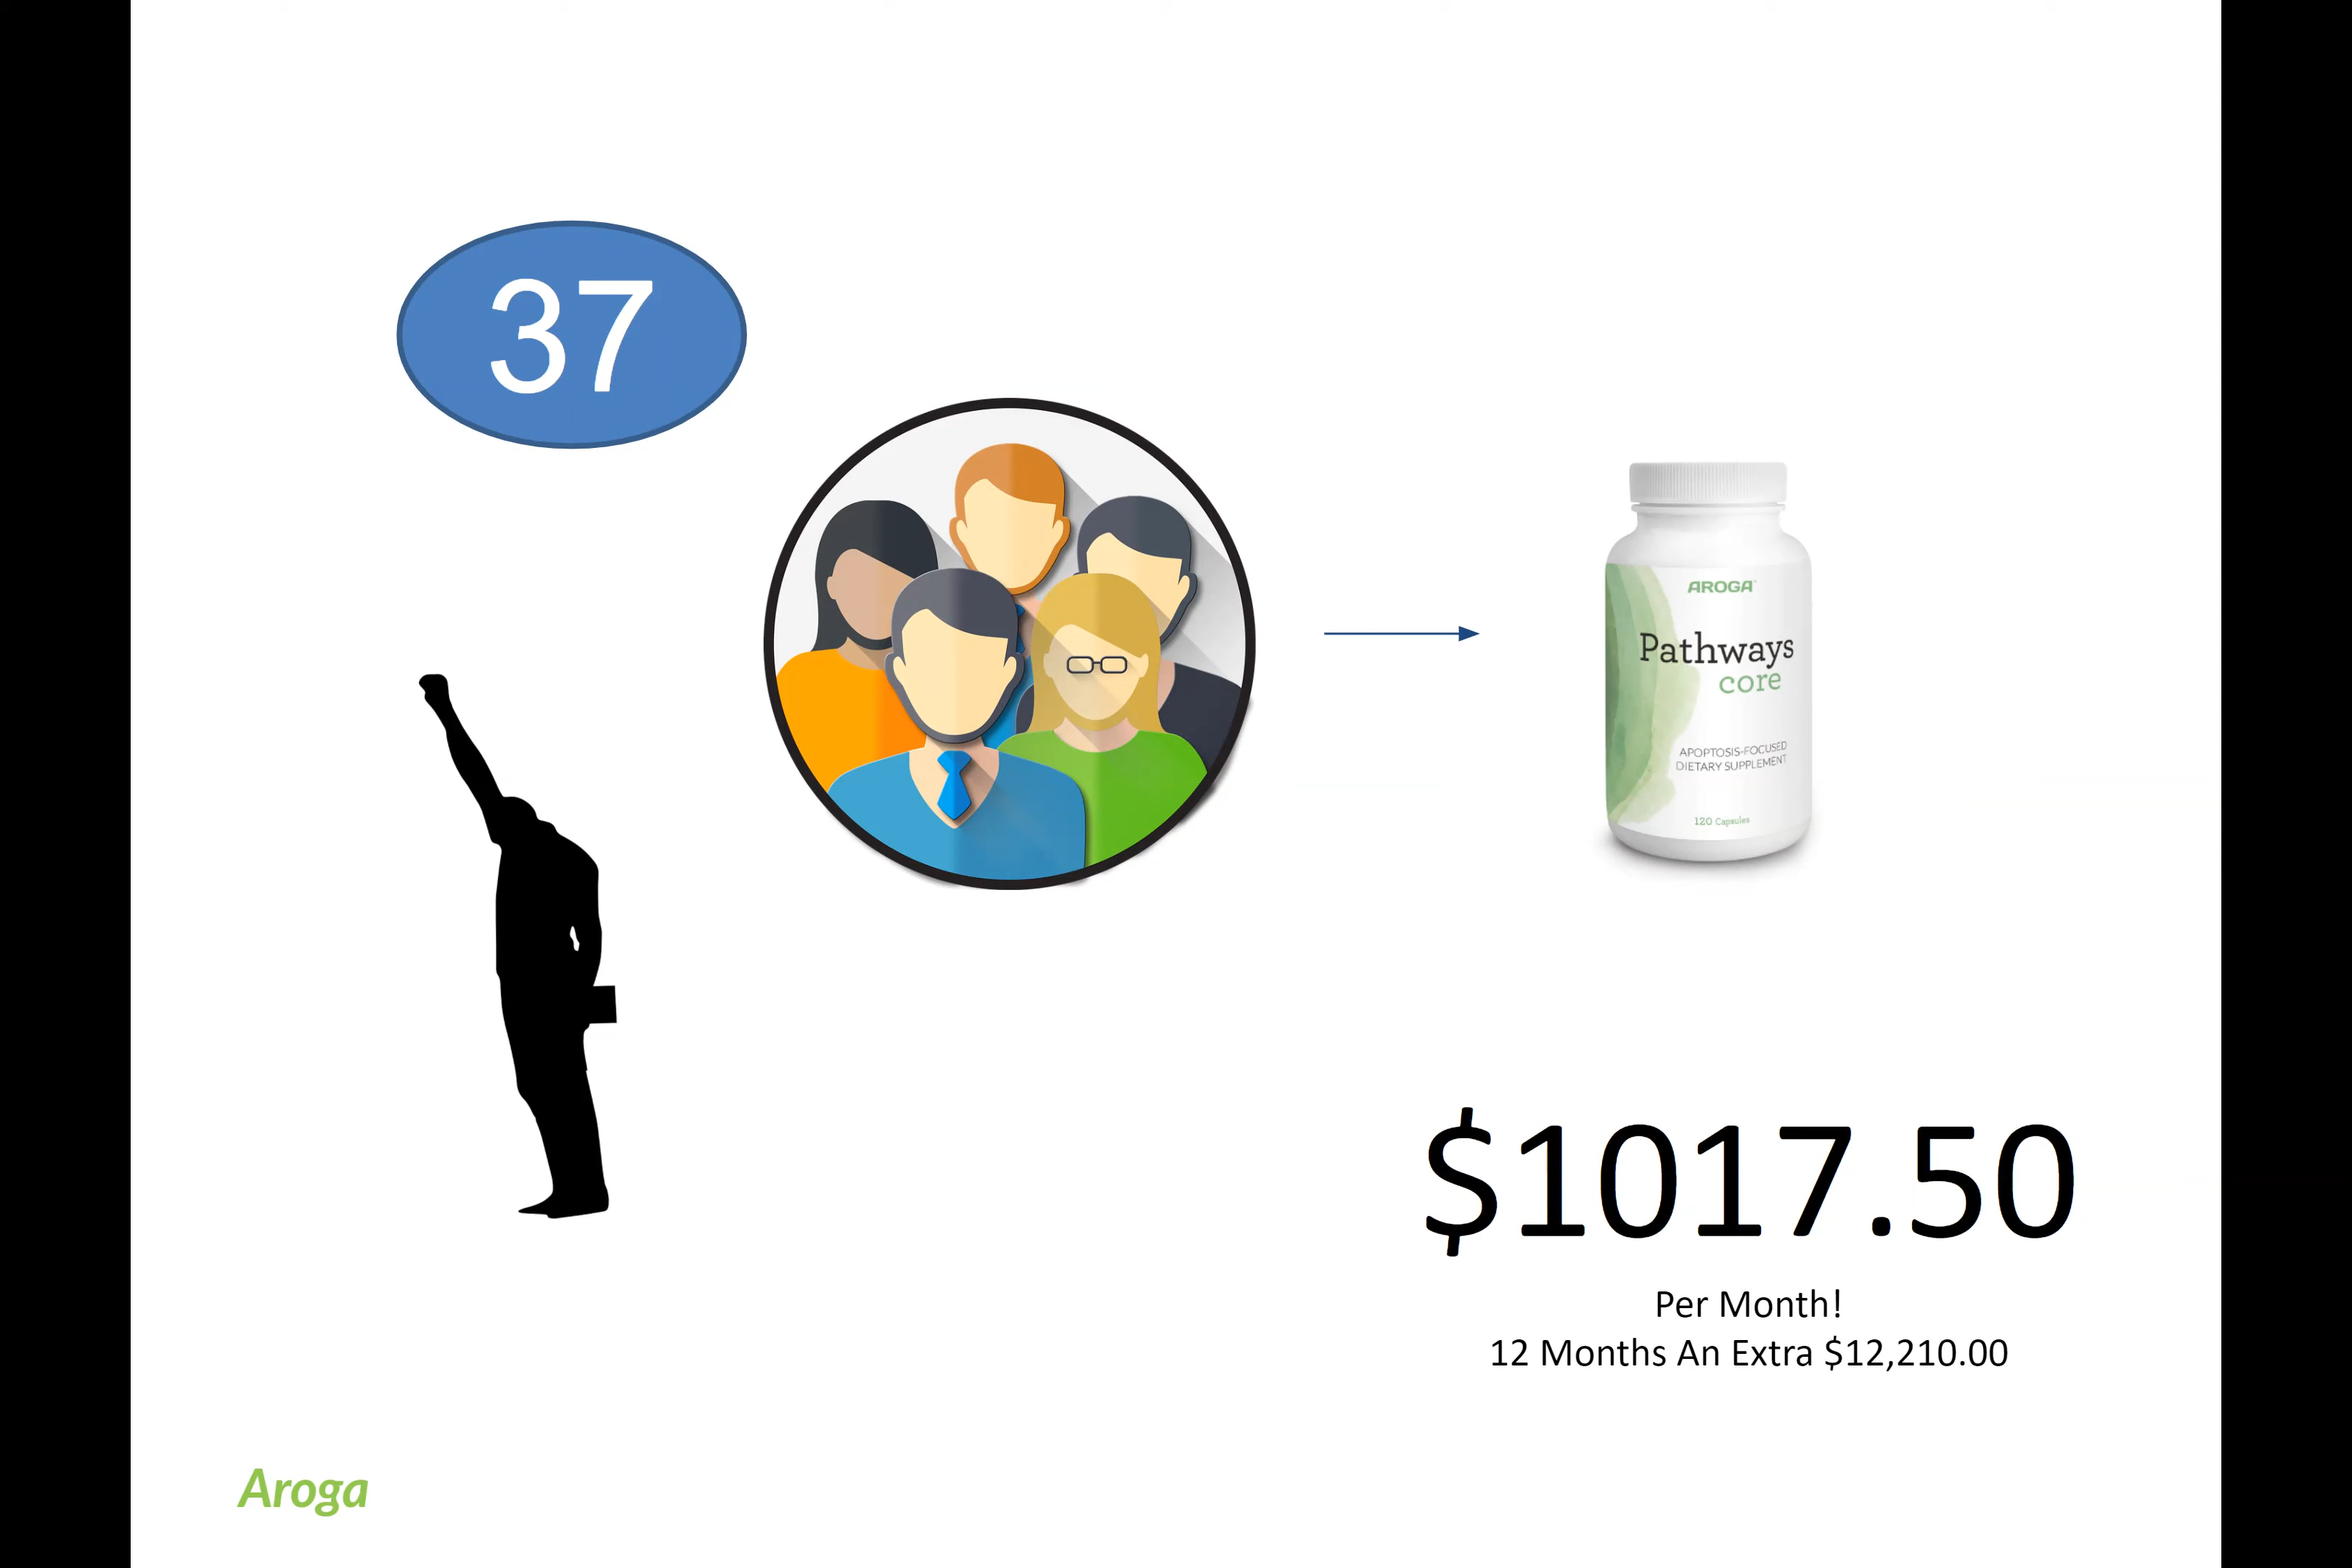 37
AROGA
Pathways
core
APOPTOSIS-FOCUSED
DIETARY SUPPLEMENT
120 Capsules
$1017.50
Per Month!
12 Months An Extra $12,210.00
Aroga